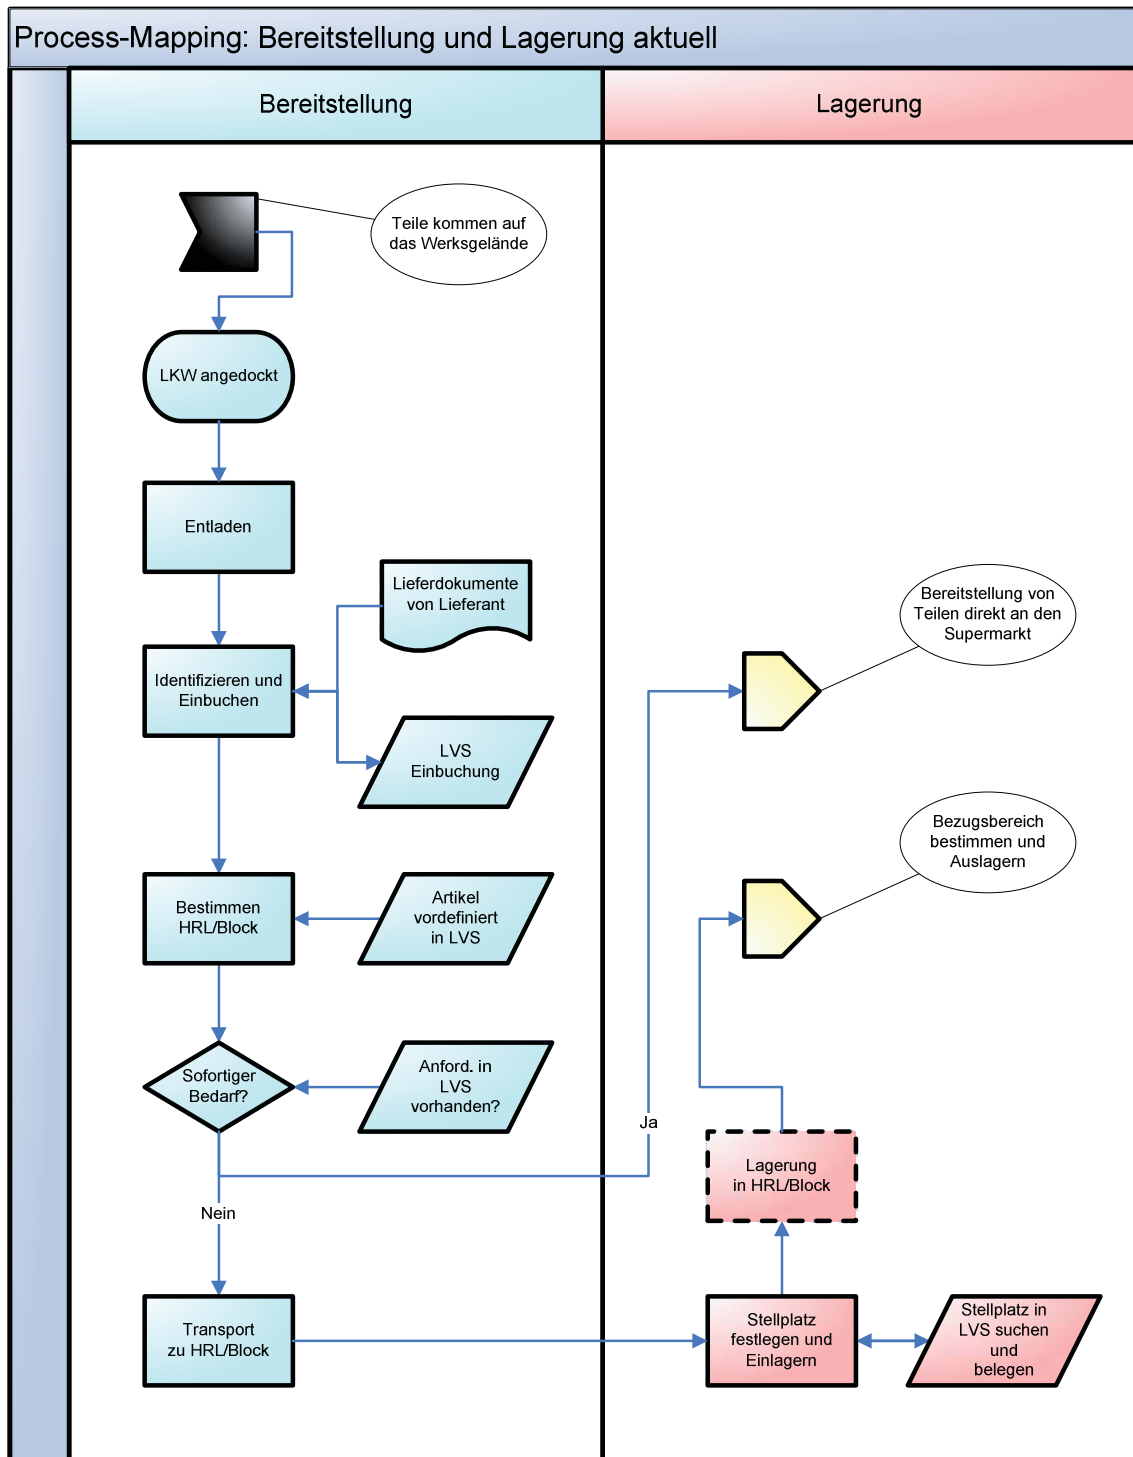 Process-Mapping: Bereitstellung und Lagerung aktuell
Bereitstellung
Lagerung
Teile kommen auf
das Werksgelände
LKW angedockt
Entladen
Lieferdokumente
von Lieferant
Identifizieren und
Einbuchen
LVS
Einbuchung
Bestimmen
HRL/Block
Artikel
vordefiniert
in LVS
Sofortiger
Bedarf?
Anford. in
LVS
vorhanden?
Nein
Ja
Transport
zu HRL/Block
Bereitstellung von
Teilen direkt an den
Supermarkt
Bezugsbereich
bestimmen und
Auslagern
Lagerung
in HRL/Block
Stellplatz
festlegen und
Einlagern
Stellplatz in
LVS suchen
und
belegen